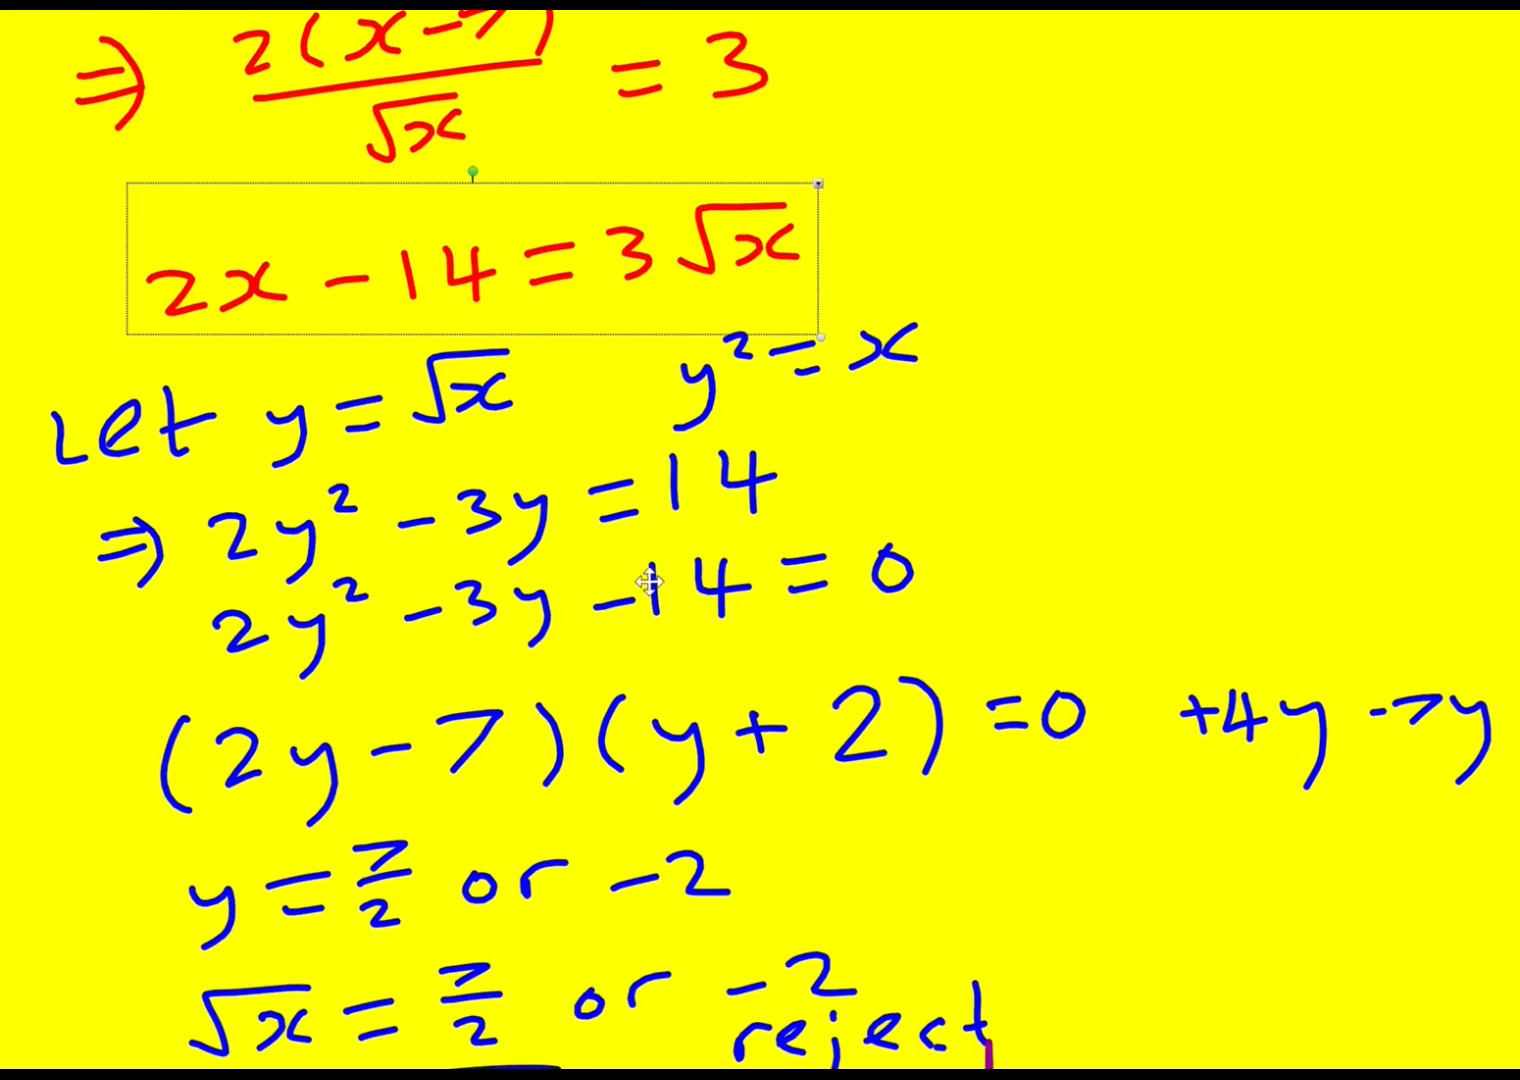 ⇒ 2(x-7)/√x = 3
2x - 14 = 3√x
Let y = √x    y² = x
⇒ 2y² - 3y = 14
2y² - 3y - 14 = 0
(2y - 7)(y + 2) = 0    +4y -7y
y = 7/2 or -2
√x = 7/2 or -2
reject